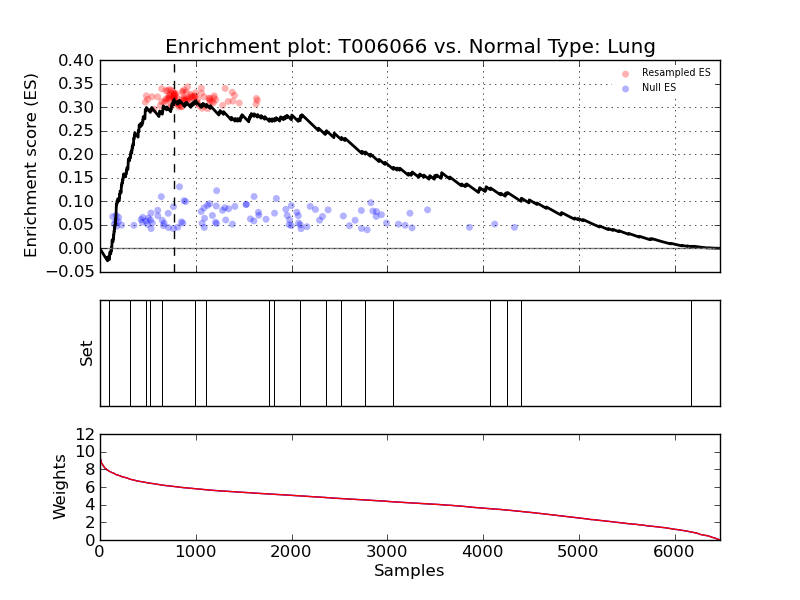 Enrichment plot: T006066 vs. Normal Type: Lung
Enrichment score (ES)
0.40
0.35
0.30
0.25
0.20
0.15
0.10
0.05
0.00
−0.05
Resampled ES
Null ES
Set
Weights
12
10
8
6
4
2
0
0 1000 2000 3000 4000 5000 6000
Samples